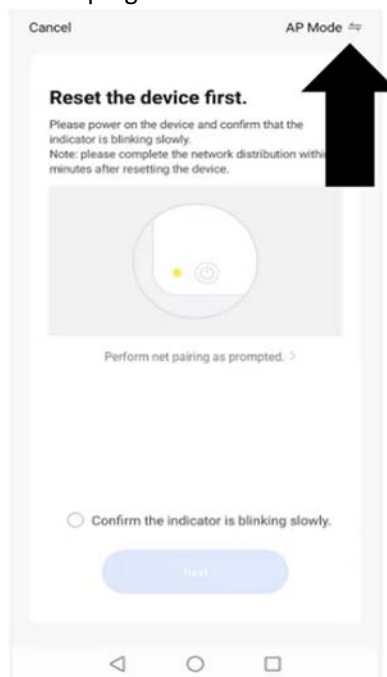 Cancel AP Mode
Reset the device first.
Please power on the device and confirm that the
indicator is blinking slowly.
Note: please complete the network distribution
minutes after resetting the device.
Perform net pairing as prompted. >
Confirm the indicator is blinking slowly.
Next